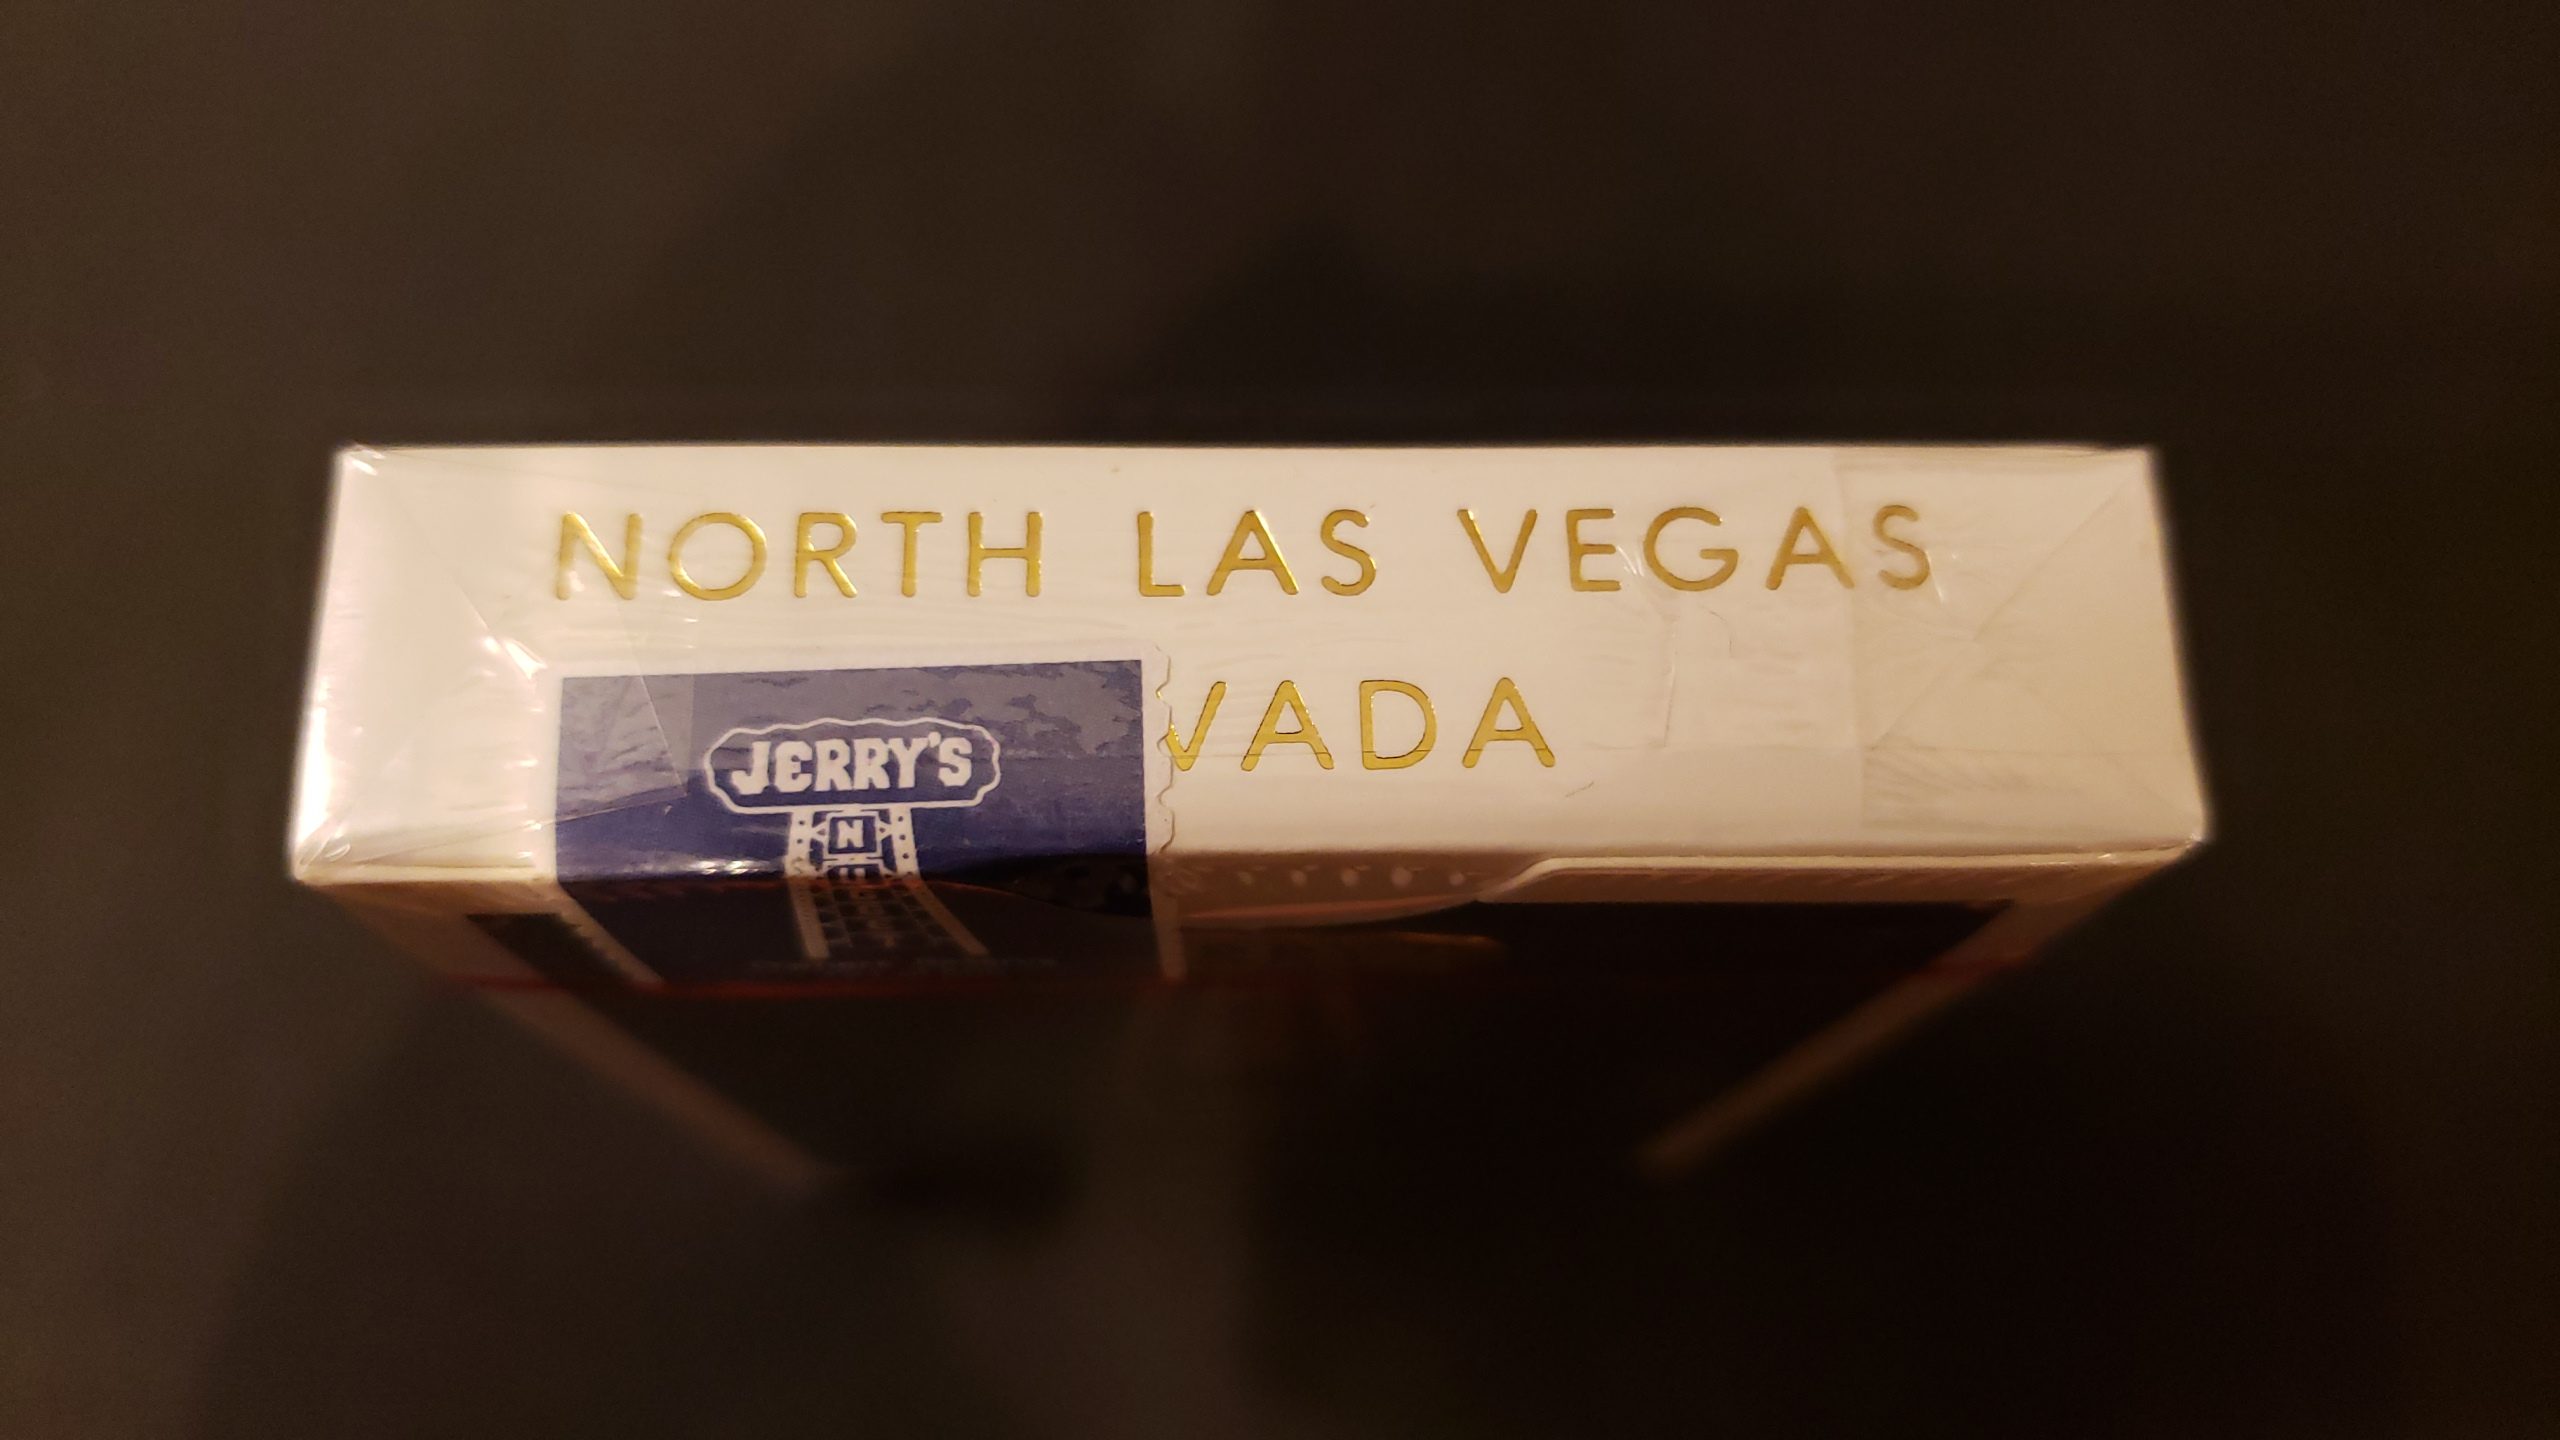 NORTH LAS VEGAS
VADA
JERRY'S
N